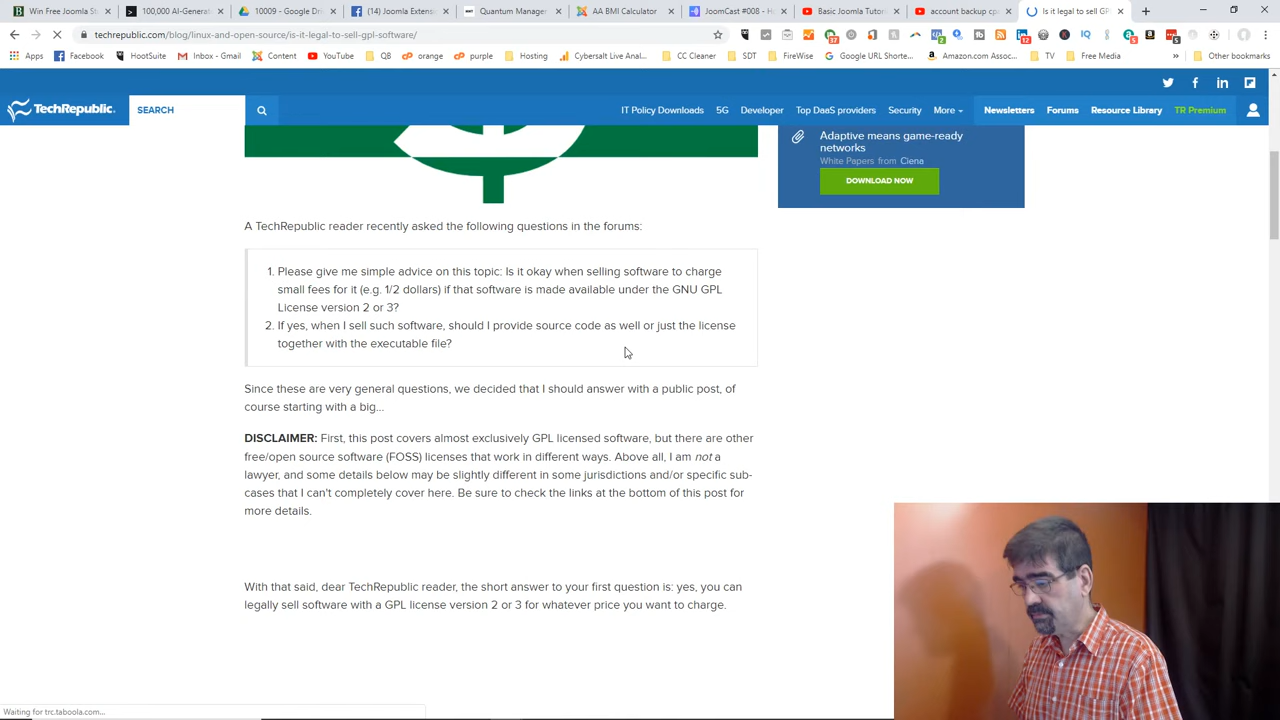 Win Free Joomla St
100,000 AI-Genera
10009 - Google Dri
(14) Joomla Extens
Quantum Manage
AA BMI Calculator
JoomCast #008 - H
Basic Joomla Tutor
account backup cp
Is it legal to sell GP
techrepublic.com/blog/linux-and-open-source/is-it-legal-to-sell-gpl-software/
Apps Facebook HootSuite Inbox - Gmail Content YouTube QB orange purple Hosting Cybersalt Live Anal... CC Cleaner SDT FireWise Google URL Shorte... Amazon.com Assoc... TV Free Media » Other bookmarks
TechRepublic. SEARCH IT Policy Downloads 5G Developer Top DaaS providers Security More Newsletters Forums Resource Library TR Premium
Adaptive means game-ready
networks
White Papers from Ciena
DOWNLOAD NOW
A TechRepublic reader recently asked the following questions in the forums:
1. Please give me simple advice on this topic: Is it okay when selling software to charge
small fees for it (e.g. 1/2 dollars) if that software is made available under the GNU GPL
License version 2 or 3?
2. If yes, when I sell such software, should I provide source code as well or just the license
together with the executable file?
Since these are very general questions, we decided that I should answer with a public post, of
course starting with a big...
DISCLAIMER: First, this post covers almost exclusively GPL licensed software, but there are other
free/open source software (FOSS) licenses that work in different ways. Above all, I am not a
lawyer, and some details below may be slightly different in some jurisdictions and/or specific sub-
cases that I can't completely cover here. Be sure to check the links at the bottom of this post for
more details.
With that said, dear TechRepublic reader, the short answer to your first question is: yes, you can
legally sell software with a GPL license version 2 or 3 for whatever price you want to charge.
Waiting for trc.taboola.com...